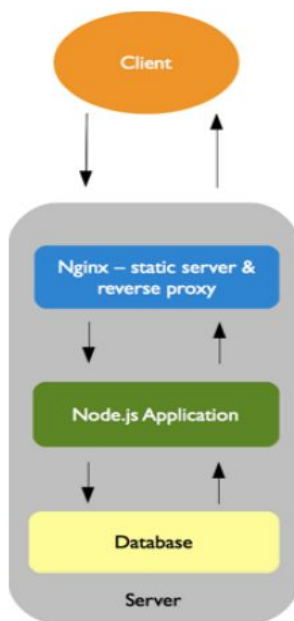 Client
Nginx – static server &
reverse proxy
Node.js Application
Database
Server